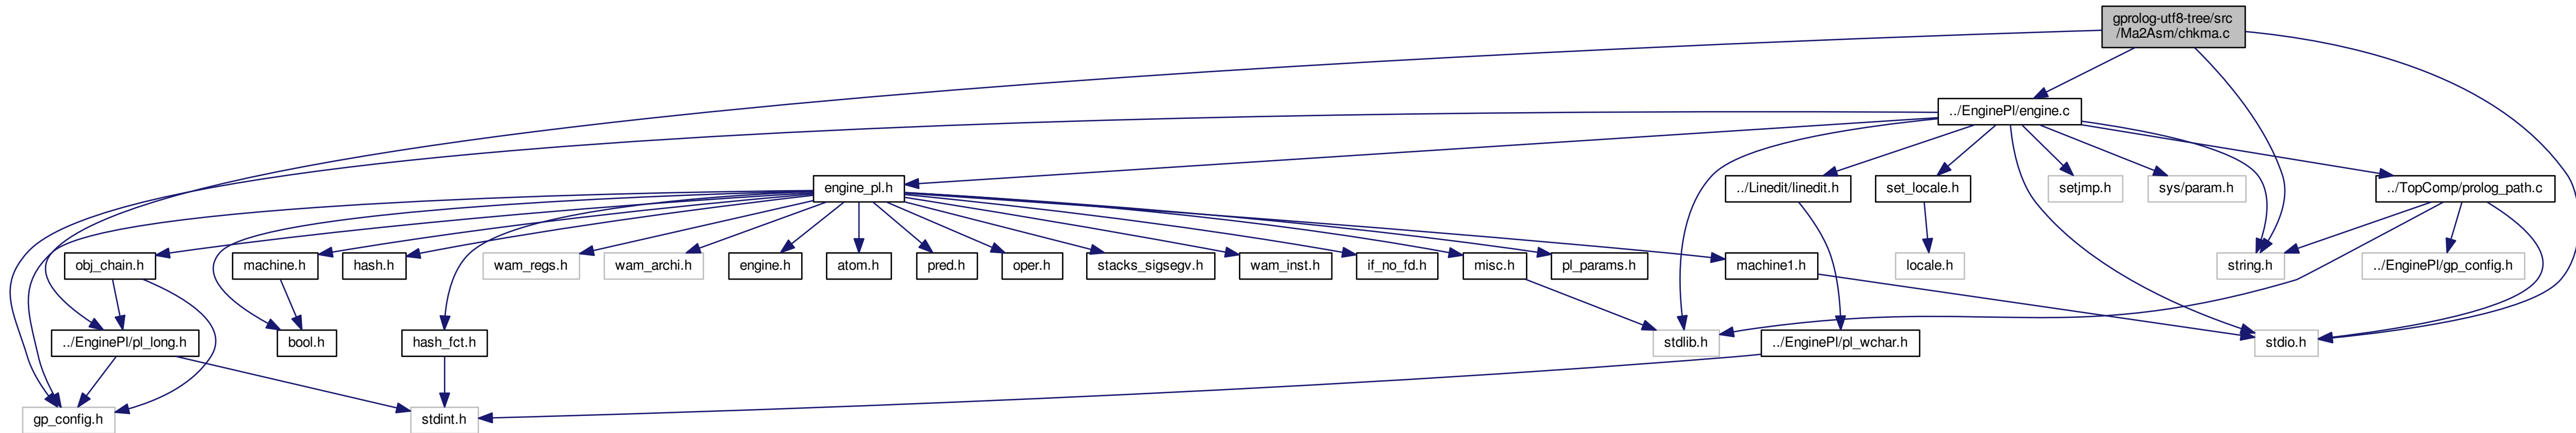 gprolog-utf8-tree/src
/Ma2Asm/chkma.c
../EnginePl/engine.c
engine_pl.h
../Linedit/linedit.h
set_locale.h
setjmp.h
sys/param.h
../TopComp/prolog_path.c
obj_chain.h
machine.h
hash.h
wam_regs.h
wam_archi.h
engine.h
atom.h
pred.h
oper.h
stacks_sigsegv.h
wam_inst.h
if_no_fd.h
misc.h
pl_params.h
machine1.h
locale.h
string.h
../EnginePl/gp_config.h
../EnginePl/pl_long.h
bool.h
hash_fct.h
stdlib.h
../EnginePl/pl_wchar.h
stdio.h
gp_config.h
stdint.h